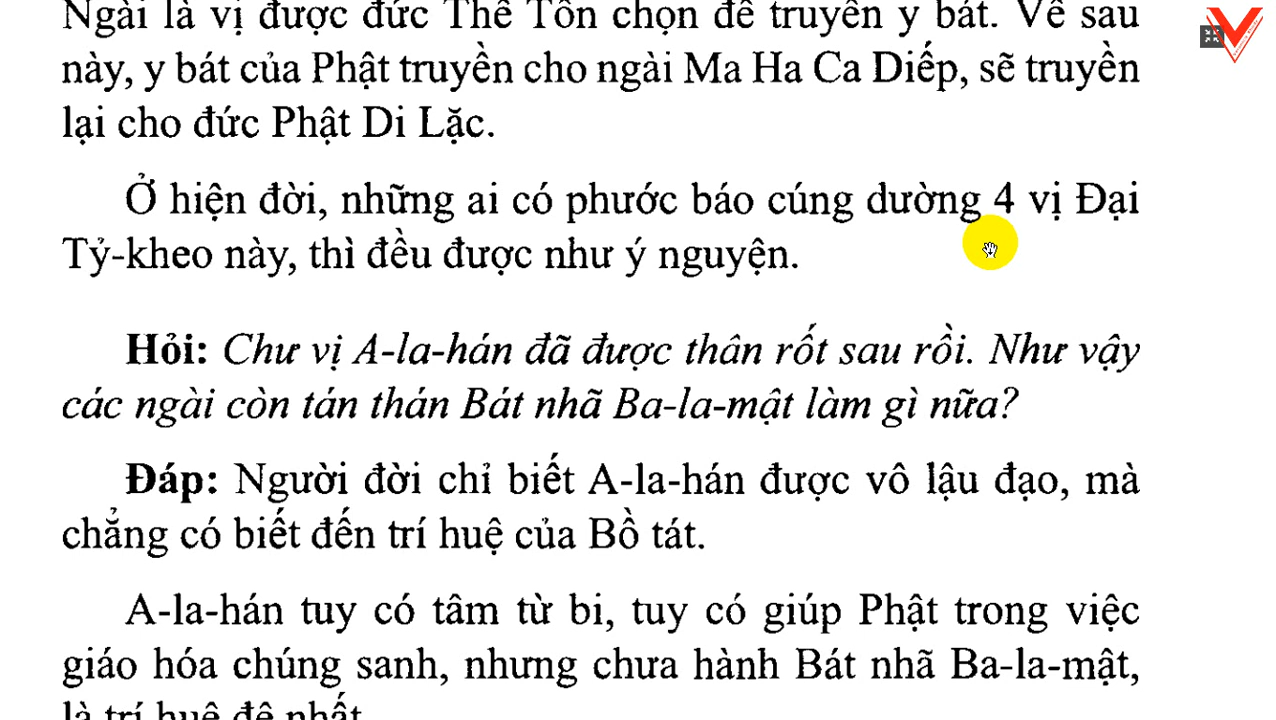 Ngài là vị được đức Thế Tôn chọn để truyền y bát. Về sau
này, y bát của Phật truyền cho ngài Ma Ha Ca Diếp, sẽ truyền
lại cho đức Phật Di Lặc.
Ở hiện đời, những ai có phước báo cúng dường 4 vị Đại
Tỷ-kheo này, thì đều được như ý nguyện.
Hỏi: Chư vị A-la-hán đã được thân rốt sau rồi. Như vậy
các ngài còn tán thán Bát nhã Ba-la-mật làm gì nữa?
Đáp: Người đời chỉ biết A-la-hán được vô lậu đạo, mà
chẳng có biết đến trí huệ của Bồ tát.
A-la-hán tuy có tâm từ bi, tuy có giúp Phật trong việc
giáo hóa chúng sanh, nhưng chưa hành Bát nhã Ba-la-mật,
là trí huệ đệ nhất